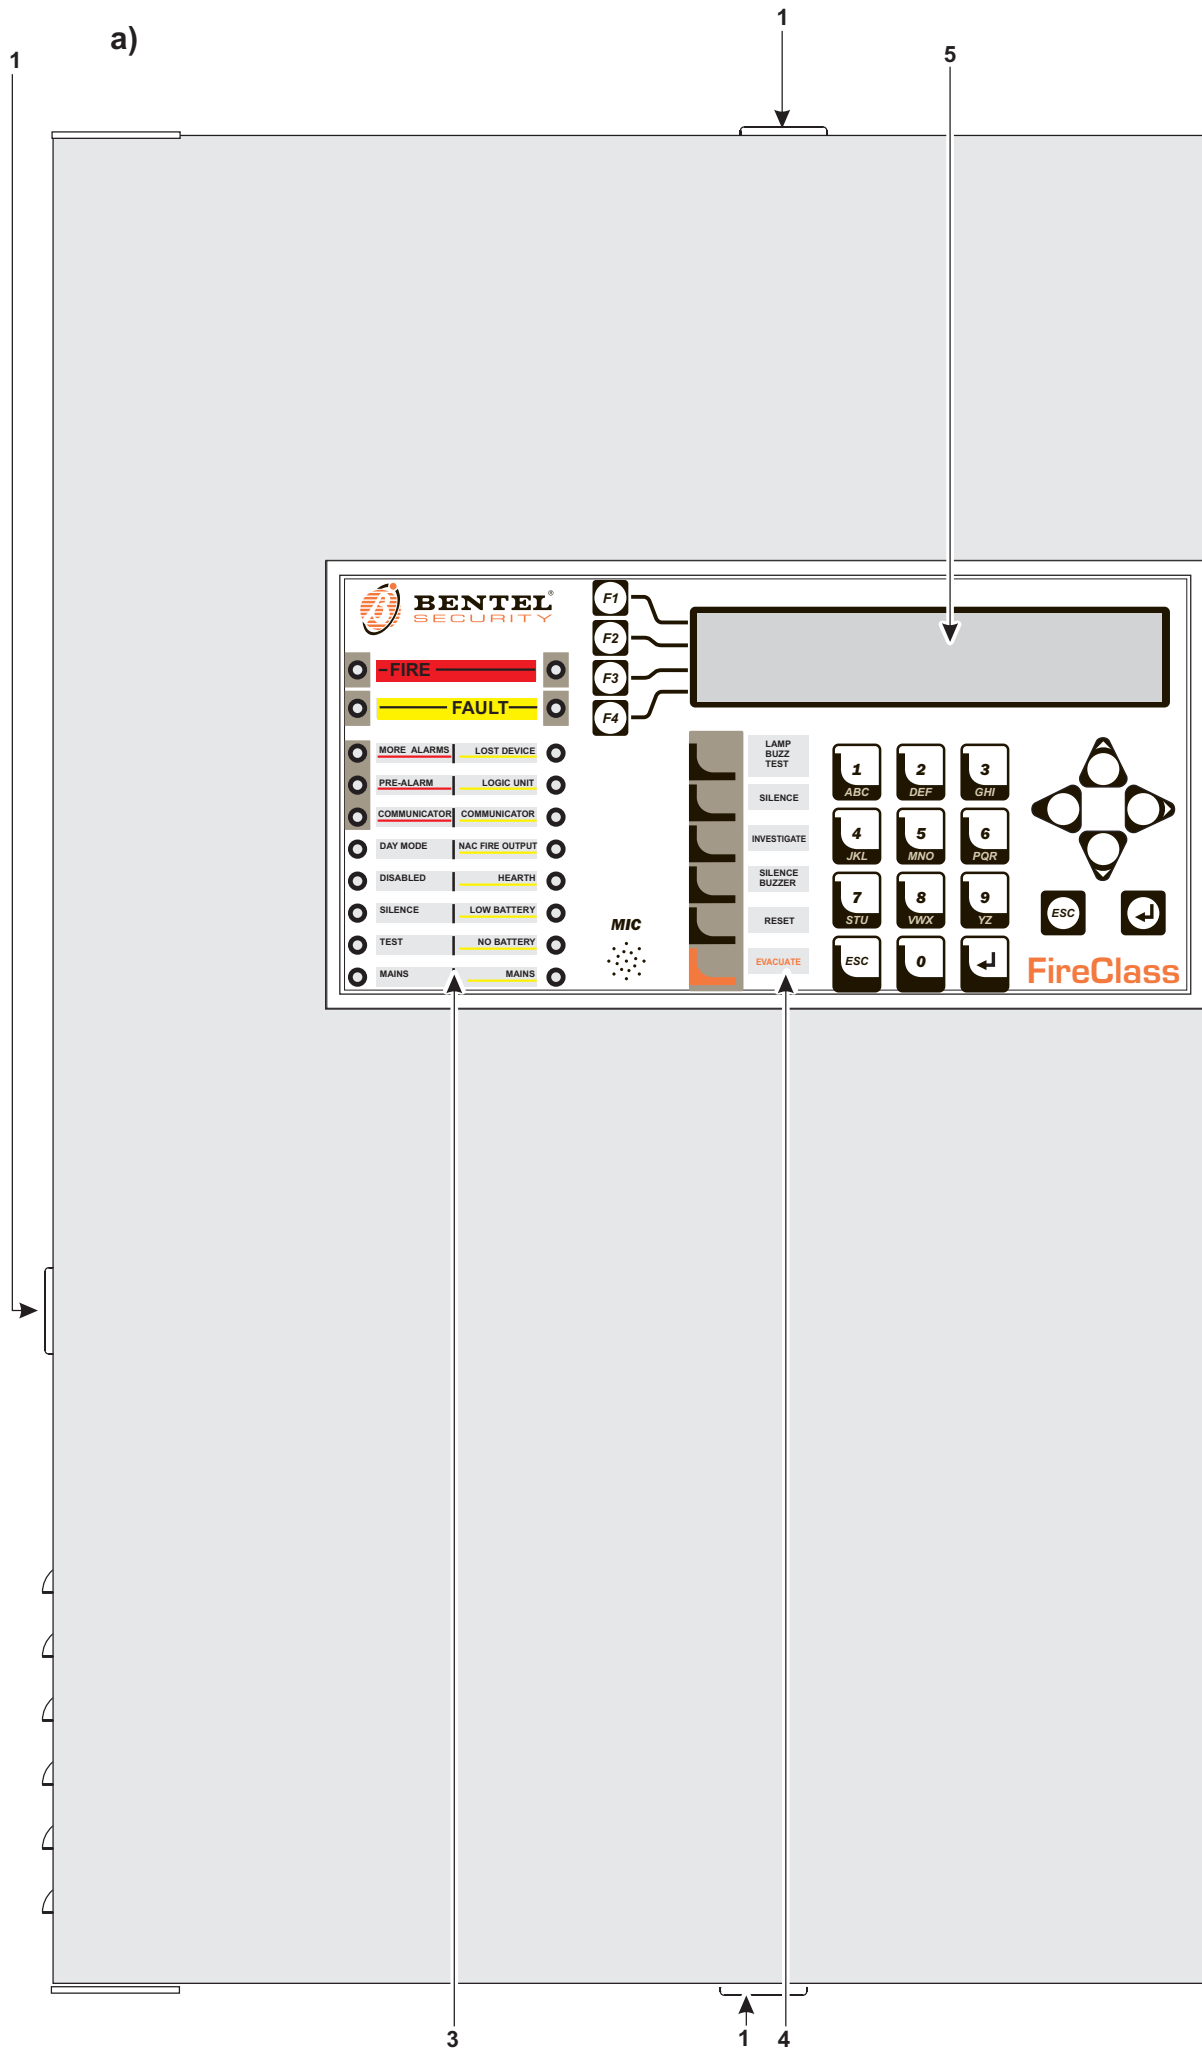 a)
1
1
5
BENTEL®
SECURITY
FIRE
FAULT
MORE ALARMS LOST DEVICE
PRE-ALARM LOGIC UNIT
COMMUNICATOR COMMUNICATOR
DAY MODE NAC FIRE OUTPUT
DISABLED HEARTH
SILENCE LOW BATTERY
TEST NO BATTERY
MAINS MAINS
F1
F2
F3
F4
MIC
LAMP
BUZZ
TEST
SILENCE
INVESTIGATE
SILENCE
BUZZER
RESET
EVACUATE
1 ABC
2 DEF
3 GHI
4 JKL
5 MNO
6 PQR
7 STU
8 VWX
9 YZ
ESC
0
ESC
FireClass
1
3
1
4